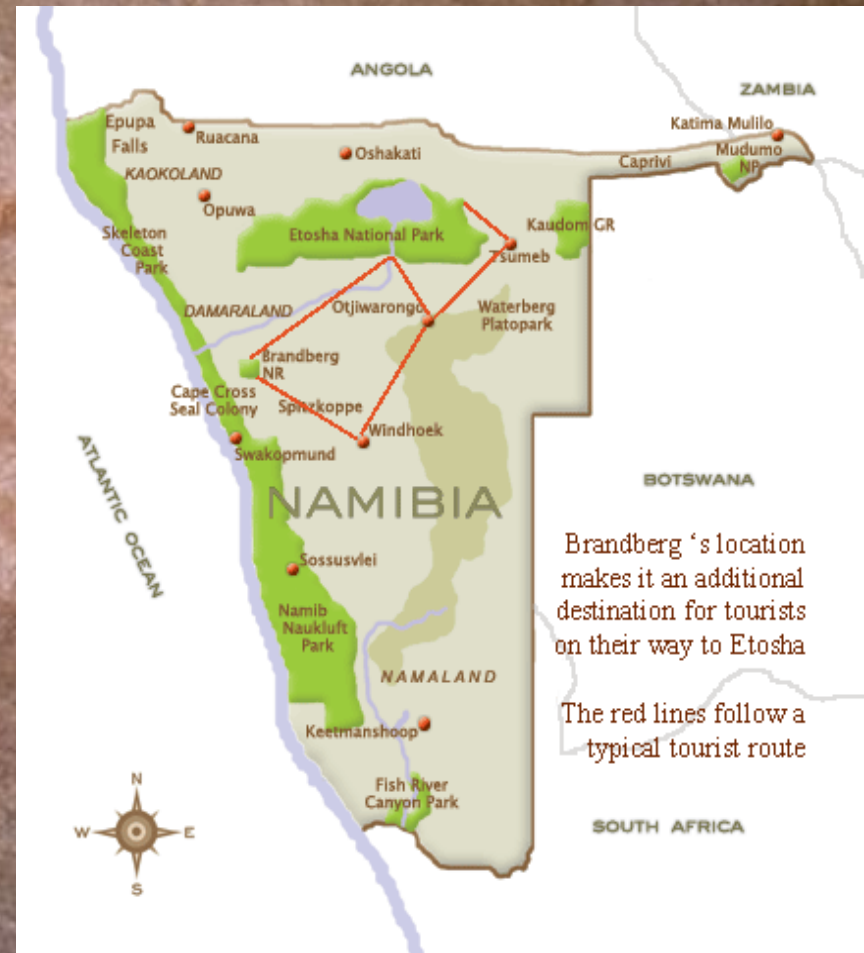 ANGOLA
ZAMBIA
Katima Mulilo
Epupa
Falls
Ruacana
Oshakati
Caprivi
Mudumo
NP
KAOKOLAND
Opuwa
Kaudom GR
Skeleton
Coast
Park
Etosha National Park
Tsumeb
DAMARALAND
Otjiwarongo
Waterberg
Platopark
Brandberg
NR
Cape Cross
Seal Colony
Spitzkoppe
Windhoek
Swakopmund
ATLANTIC OCEAN
NAMIBIA
BOTSWANA
Brandberg ‘s location
makes it an additional
destination for tourists
on their way to Etosha
Sossusvlei
Namib
Naukluft
Park
NAMALAND
The red lines follow a
typical tourist route
Keetmanshoop
Fish River
Canyon Park
SOUTH AFRICA
N
W
E
S